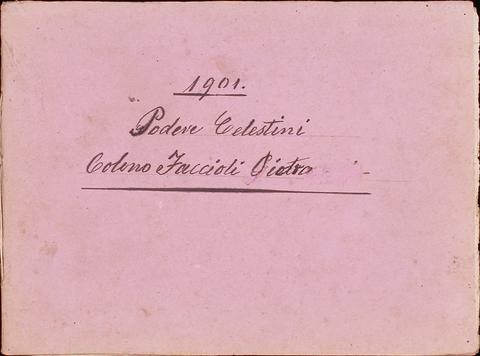 1901.
Podere Celestini
Colono Faccioli Pietro